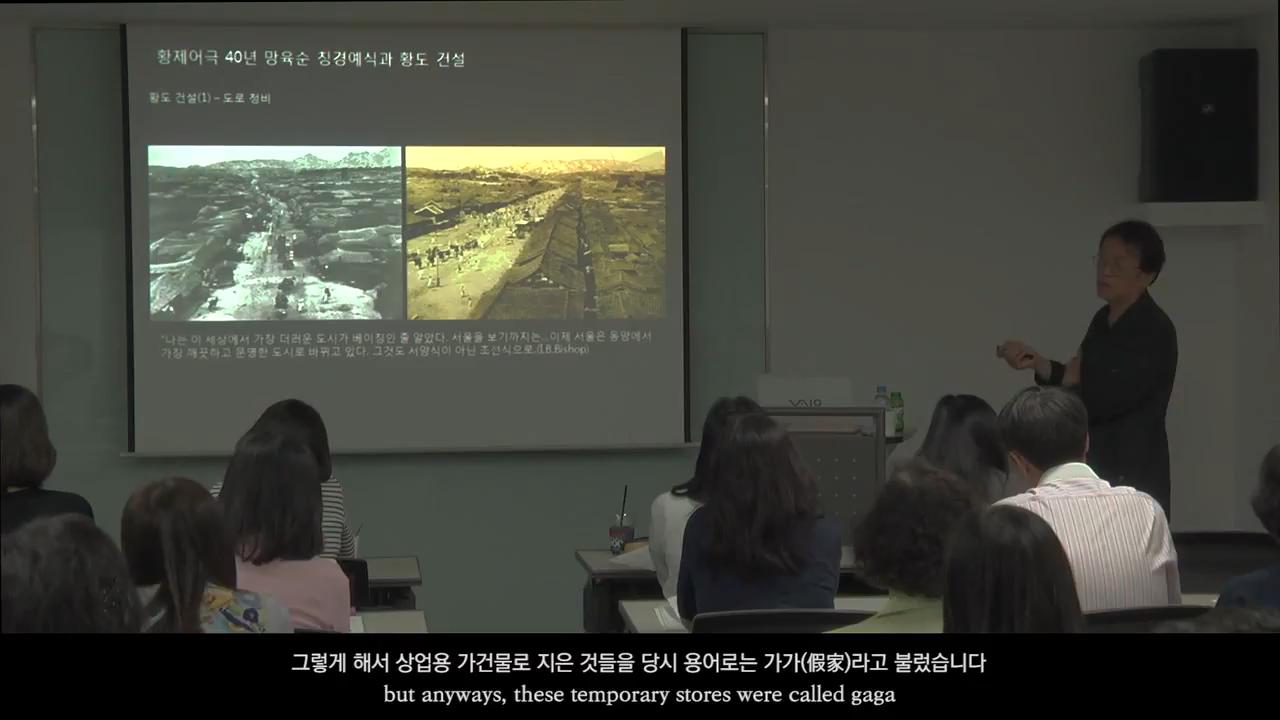 황제어극 40년 망육순 칭경예식과 황도 건설
황도 건설(1) – 도로 정비
"나는 이 세상에서 가장 더러운 도시가 베이징인 줄 알았다. 서울을 보기까지는...이제 서울은 동양에서
가장 깨끗하고 문명한 도시로 바뀌고 있다. 그것도 서양식이 아닌 조선식으로.(I.B.Bishop)
VAIO
그렇게 해서 상업용 가건물로 지은 것들을 당시 용어로는 가가(假家)라고 불렀습니다
but anyways, these temporary stores were called gaga